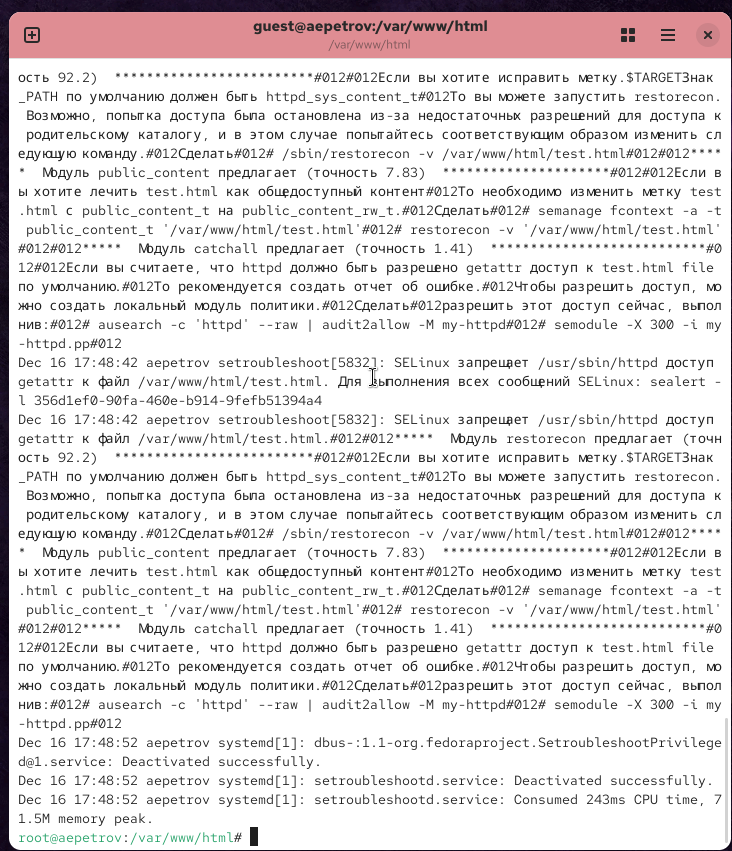 guest@aepetrov:/var/www/html
/var/www/html
ость 92.2)  *************************#012#012Если вы хотите исправить метку.$TARGETЗнак
_PATH по умолчанию должен быть httpd_sys_content_t#012То вы можете запустить restorecon.
 Возможно, попытка доступа была остановлена из-за недостаточных разрешений для доступа к
 родительскому каталогу, и в этом случае попытайтесь соответствующим образом изменить сл
едующую команду.#012Сделать#012# /sbin/restorecon -v /var/www/html/test.html#012#012****
*  Модуль public_content предлагает (точность 7.83)  *********************#012#012Если в
ы хотите лечить test.html как общедоступный контент#012То необходимо изменить метку test
.html с public_content_t на public_content_rw_t.#012Сделать#012# semanage fcontext -a -t
 public_content_t '/var/www/html/test.html'#012# restorecon -v '/var/www/html/test.html'
#012#012*****  Модуль catchall предлагает (точность 1.41)  ***************************#0
12#012Если вы считаете, что httpd должно быть разрешено getattr доступ к test.html file
по умолчанию.#012То рекомендуется создать отчет об ошибке.#012Чтобы разрешить доступ, мо
жно создать локальный модуль политики.#012Сделать#012разрешить этот доступ сейчас, выпол
нив:#012# ausearch -c 'httpd' --raw | audit2allow -M my-httpd#012# semodule -X 300 -i my
-httpd.pp#012
Dec 16 17:48:42 aepetrov setroubleshoot[5832]: SELinux запрещает /usr/sbin/httpd доступ
getattr к файл /var/www/html/test.html. Для выполнения всех сообщений SELinux: sealert -
l 356d1ef0-90fa-460e-b914-9fefb51394a4
Dec 16 17:48:42 aepetrov setroubleshoot[5832]: SELinux запрещает /usr/sbin/httpd доступ
getattr к файл /var/www/html/test.html.#012#012*****  Модуль restorecon предлагает (точн
ость 92.2)  *************************#012#012Если вы хотите исправить метку.$TARGETЗнак
_PATH по умолчанию должен быть httpd_sys_content_t#012То вы можете запустить restorecon.
 Возможно, попытка доступа была остановлена из-за недостаточных разрешений для доступа к
 родительскому каталогу, и в этом случае попытайтесь соответствующим образом изменить сл
едующую команду.#012Сделать#012# /sbin/restorecon -v /var/www/html/test.html#012#012****
*  Модуль public_content предлагает (точность 7.83)  *********************#012#012Если в
ы хотите лечить test.html как общедоступный контент#012То необходимо изменить метку test
.html с public_content_t на public_content_rw_t.#012Сделать#012# semanage fcontext -a -t
 public_content_t '/var/www/html/test.html'#012# restorecon -v '/var/www/html/test.html'
#012#012*****  Модуль catchall предлагает (точность 1.41)  ***************************#0
12#012Если вы считаете, что httpd должно быть разрешено getattr доступ к test.html file
по умолчанию.#012То рекомендуется создать отчет об ошибке.#012Чтобы разрешить доступ, мо
жно создать локальный модуль политики.#012Сделать#012разрешить этот доступ сейчас, выпол
нив:#012# ausearch -c 'httpd' --raw | audit2allow -M my-httpd#012# semodule -X 300 -i my
-httpd.pp#012
Dec 16 17:48:52 aepetrov systemd[1]: dbus-:1.1-org.fedoraproject.SetroubleshootPrivilege
d@1.service: Deactivated successfully.
Dec 16 17:48:52 aepetrov systemd[1]: setroubleshootd.service: Deactivated successfully.
Dec 16 17:48:52 aepetrov systemd[1]: setroubleshootd.service: Consumed 243ms CPU time, 7
1.5M memory peak.
root@aepetrov:/var/www/html#